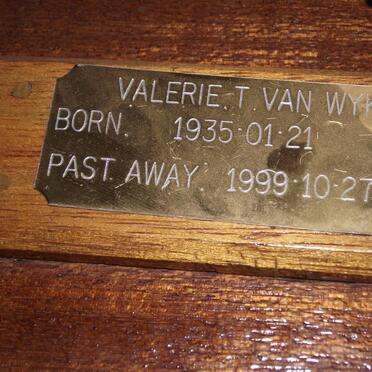 VALERIE.T.VAN WYK
BORN. 1935·01·21
PAST AWAY. 1999·10·27